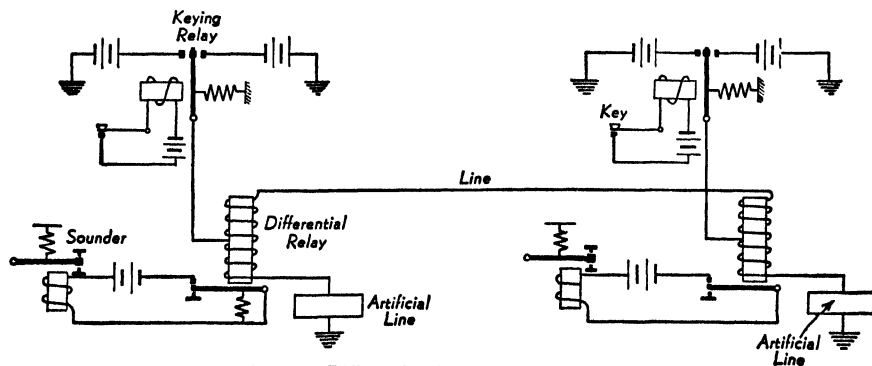 Keying
Relay
Key
Line
Differential
Relay
Sounder
Artificial
Line
Artificial
Line